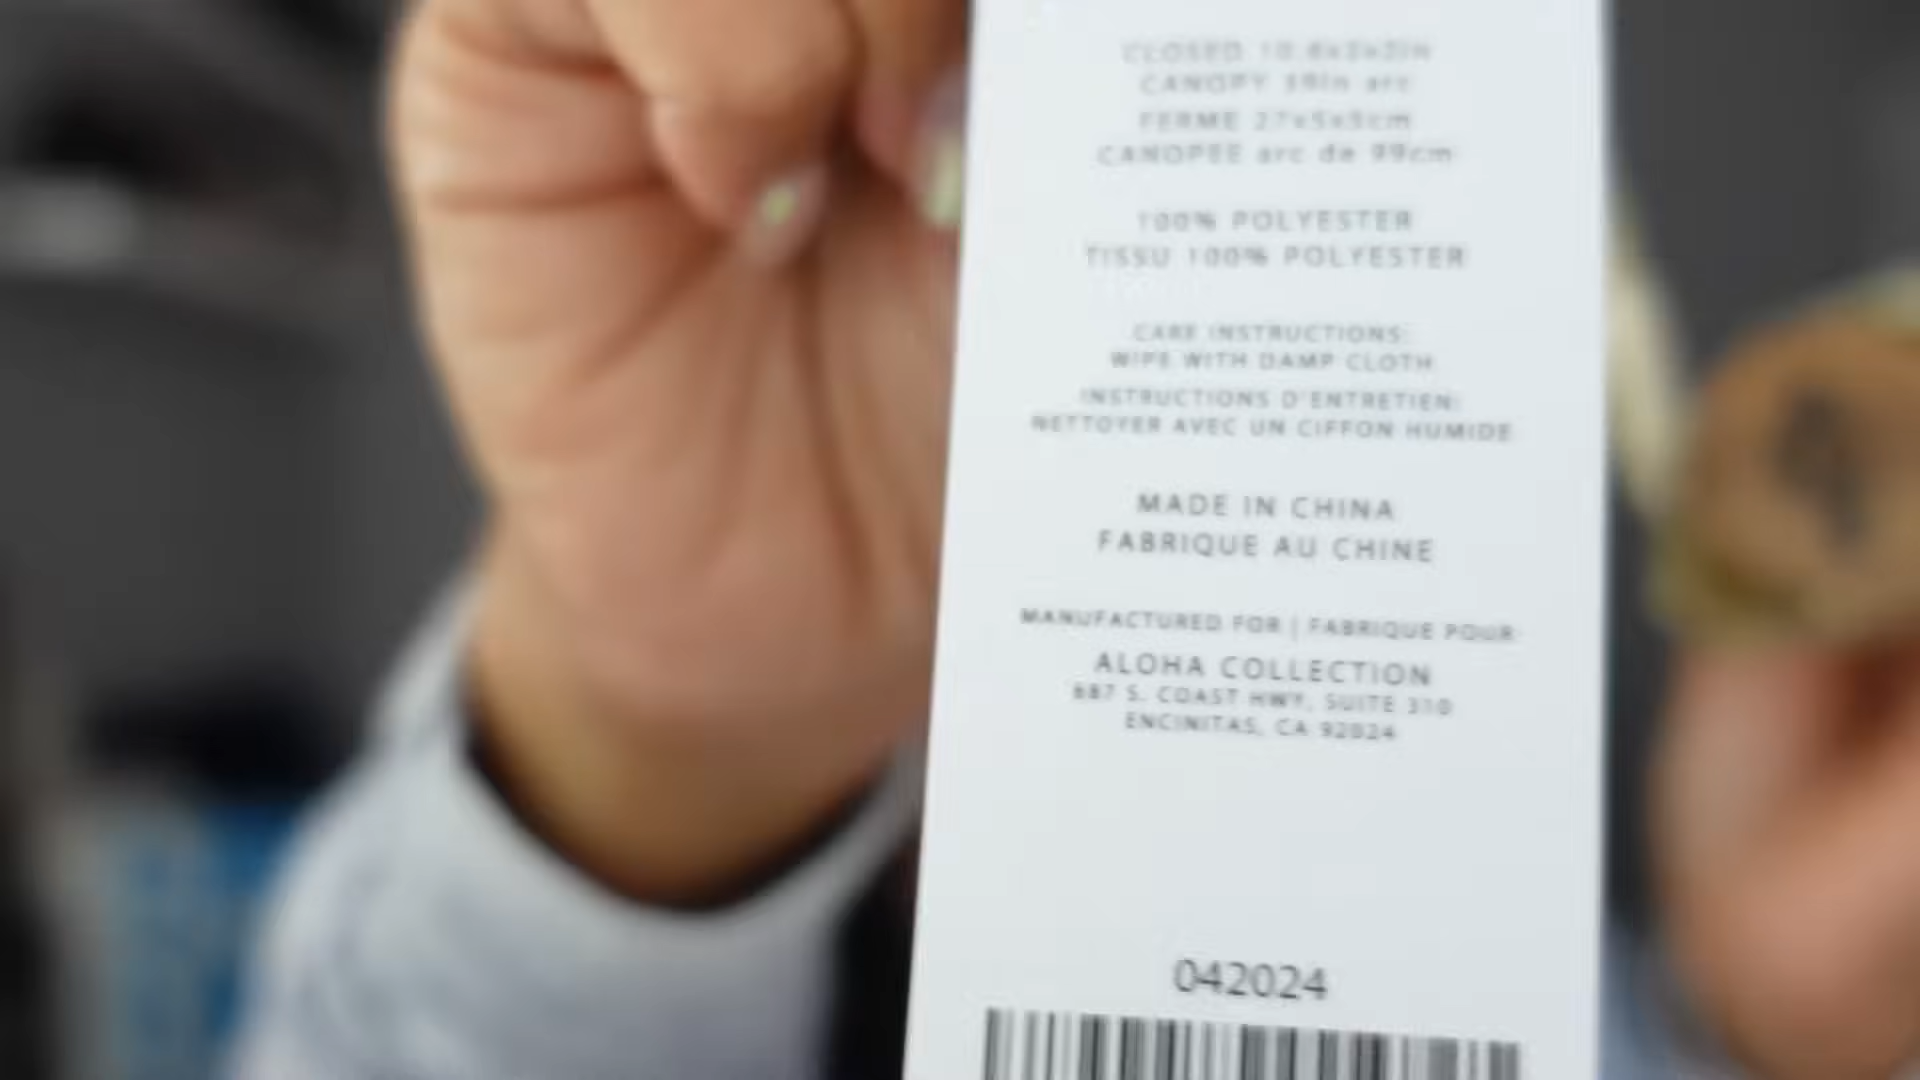 CLOSED 10.6x2x2in
CANOPY 39in arc
FERME 27x5x5cm
CANOPEE arc de 99cm
100% POLYESTER
TISSU 100% POLYESTER
CARE INSTRUCTIONS:
WIPE WITH DAMP CLOTH
INSTRUCTIONS D'ENTRETIEN:
NETTOYER AVEC UN CIFFON HUMIDE
MADE IN CHINA
FABRIQUE AU CHINE
MANUFACTURED FOR | FABRIQUE POUR:
ALOHA COLLECTION
687 S. COAST HWY, SUITE 310
ENCINITAS, CA 92024
042024